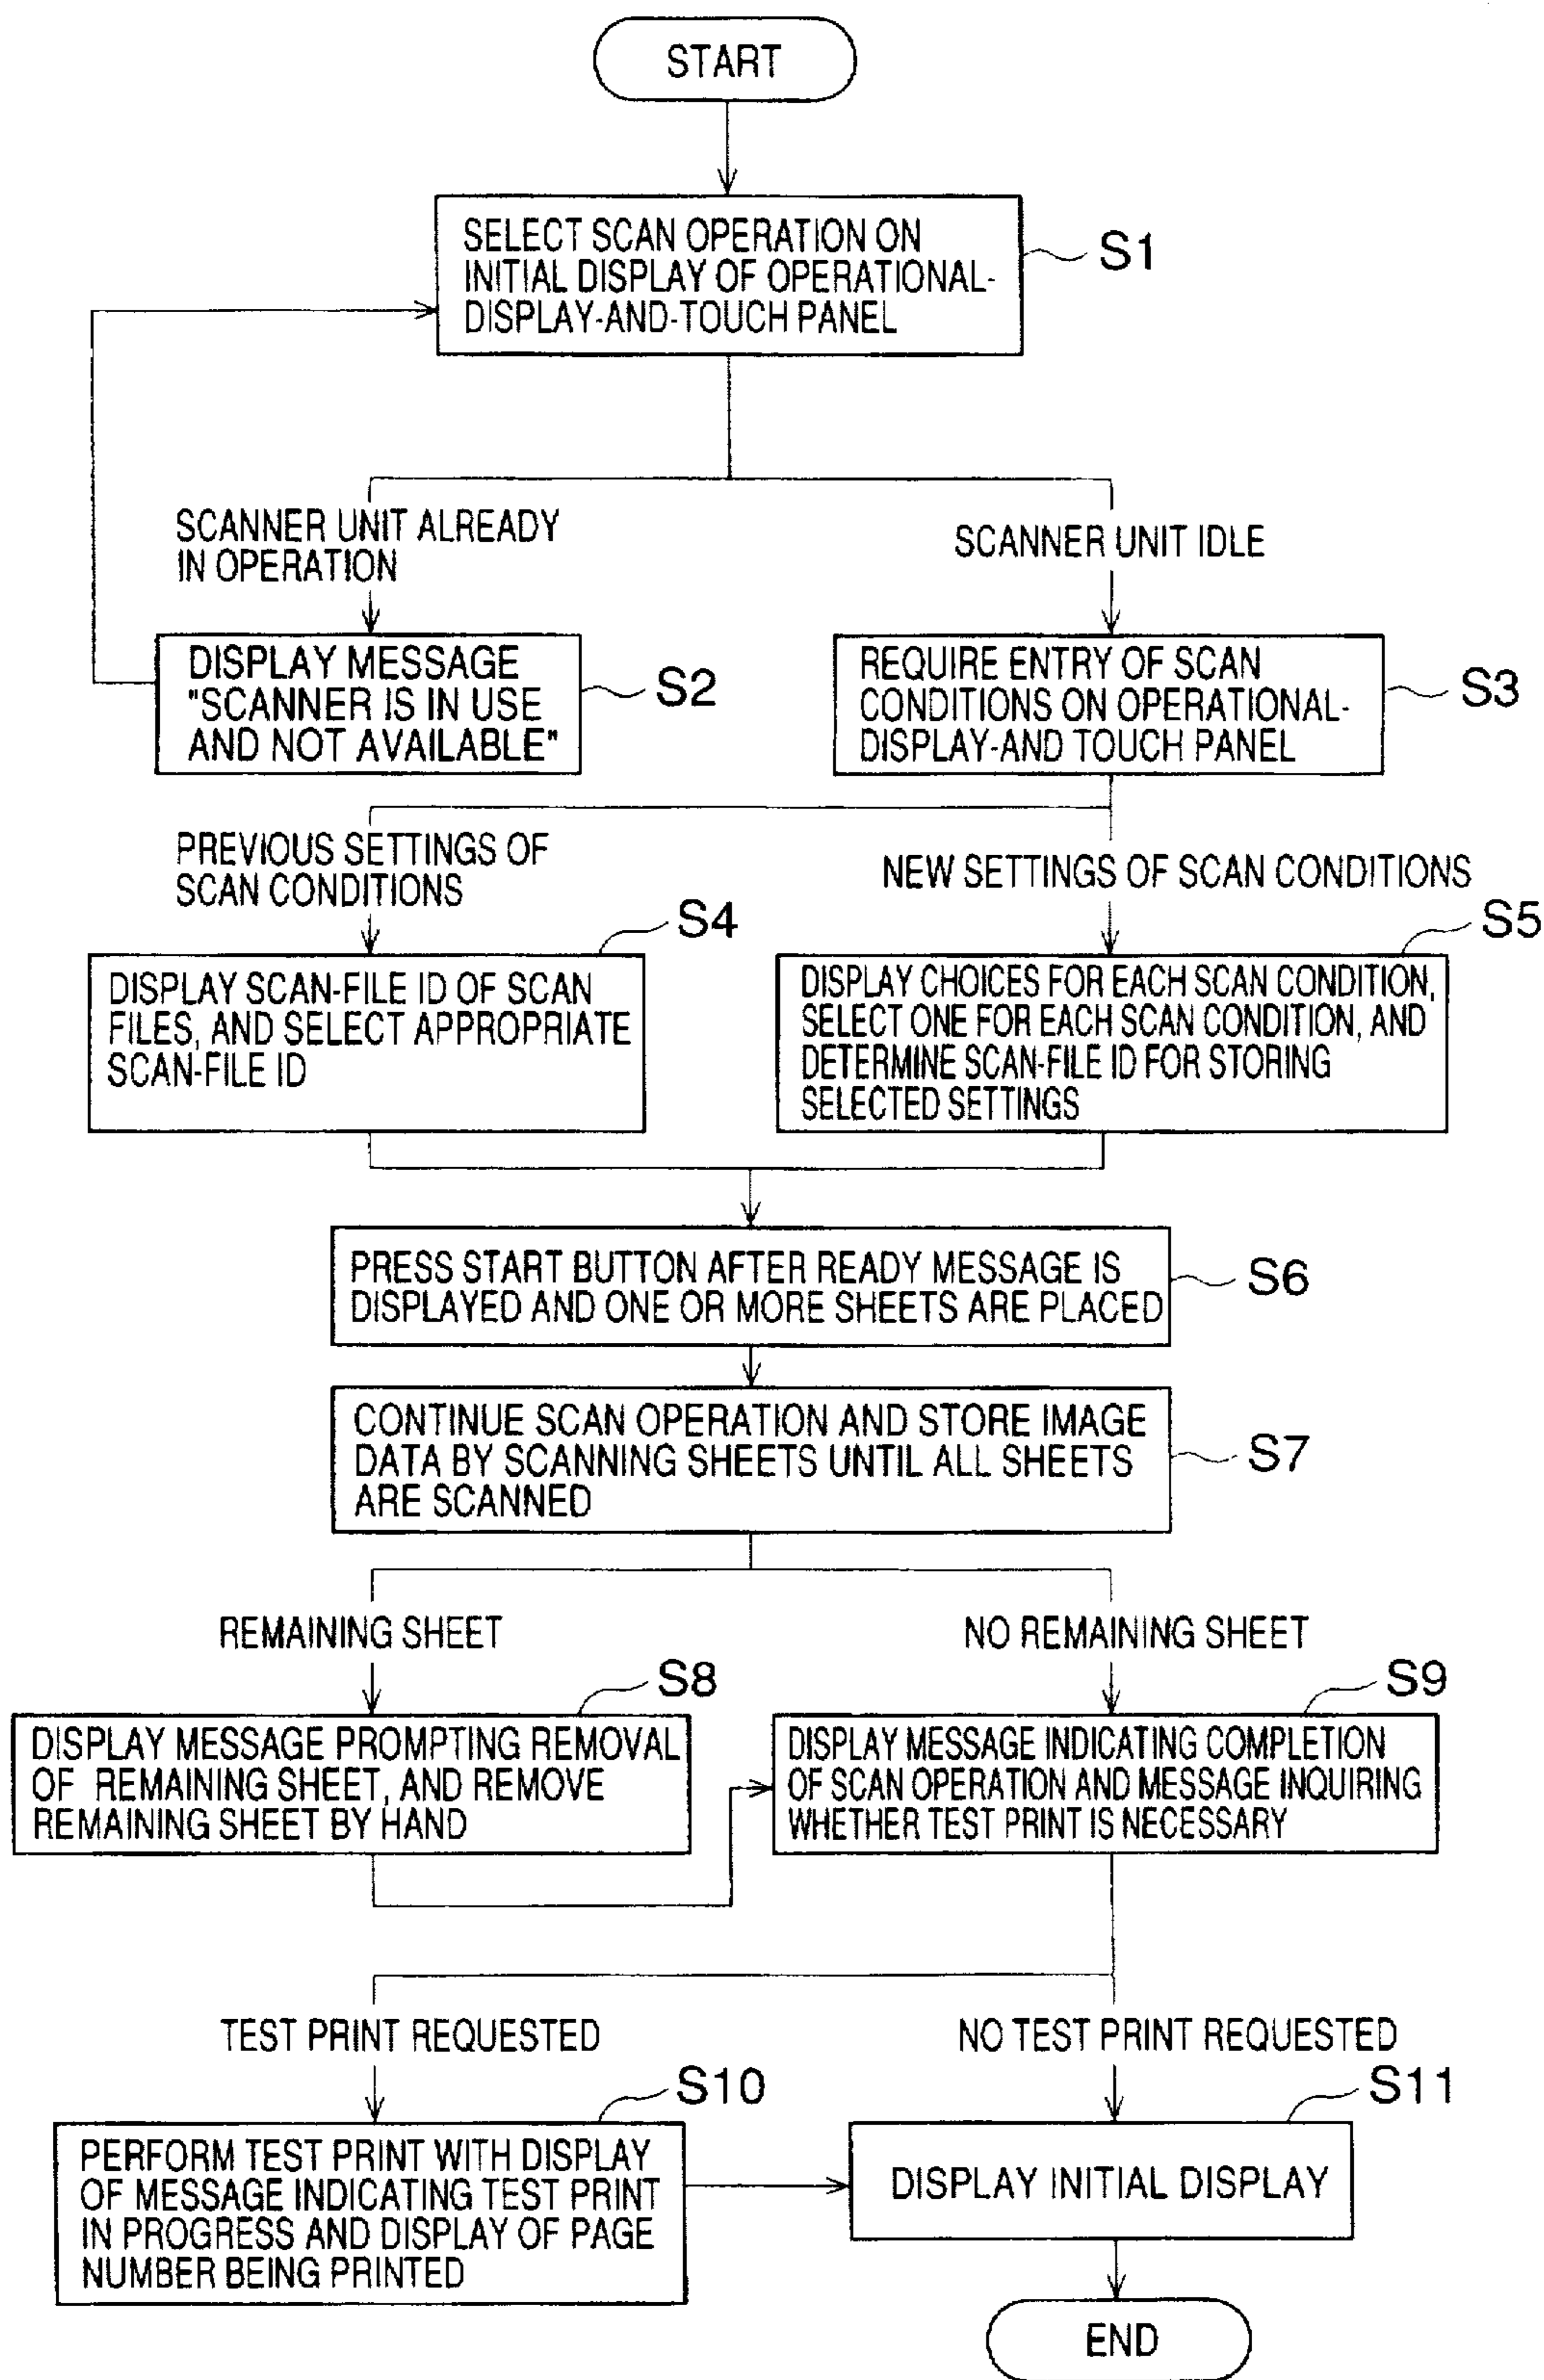 START
SELECT SCAN OPERATION ON
INITIAL DISPLAY OF OPERATIONAL-
DISPLAY-AND-TOUCH PANEL
S1
SCANNER UNIT ALREADY
IN OPERATION
SCANNER UNIT IDLE
DISPLAY MESSAGE
"SCANNER IS IN USE
AND NOT AVAILABLE"
S2
REQUIRE ENTRY OF SCAN
CONDITIONS ON OPERATIONAL-
DISPLAY-AND TOUCH PANEL
S3
PREVIOUS SETTINGS OF
SCAN CONDITIONS
NEW SETTINGS OF SCAN CONDITIONS
S4
DISPLAY SCAN-FILE ID OF SCAN
FILES, AND SELECT APPROPRIATE
SCAN-FILE ID
S5
DISPLAY CHOICES FOR EACH SCAN CONDITION,
SELECT ONE FOR EACH SCAN CONDITION, AND
DETERMINE SCAN-FILE ID FOR STORING
SELECTED SETTINGS
PRESS START BUTTON AFTER READY MESSAGE IS
DISPLAYED AND ONE OR MORE SHEETS ARE PLACED
S6
CONTINUE SCAN OPERATION AND STORE IMAGE
DATA BY SCANNING SHEETS UNTIL ALL SHEETS
ARE SCANNED
S7
REMAINING SHEET
NO REMAINING SHEET
S8
DISPLAY MESSAGE PROMPTING REMOVAL
OF REMAINING SHEET, AND REMOVE
REMAINING SHEET BY HAND
S9
DISPLAY MESSAGE INDICATING COMPLETION
OF SCAN OPERATION AND MESSAGE INQUIRING
WHETHER TEST PRINT IS NECESSARY
TEST PRINT REQUESTED
NO TEST PRINT REQUESTED
S10
PERFORM TEST PRINT WITH DISPLAY
OF MESSAGE INDICATING TEST PRINT
IN PROGRESS AND DISPLAY OF PAGE
NUMBER BEING PRINTED
S11
DISPLAY INITIAL DISPLAY
END